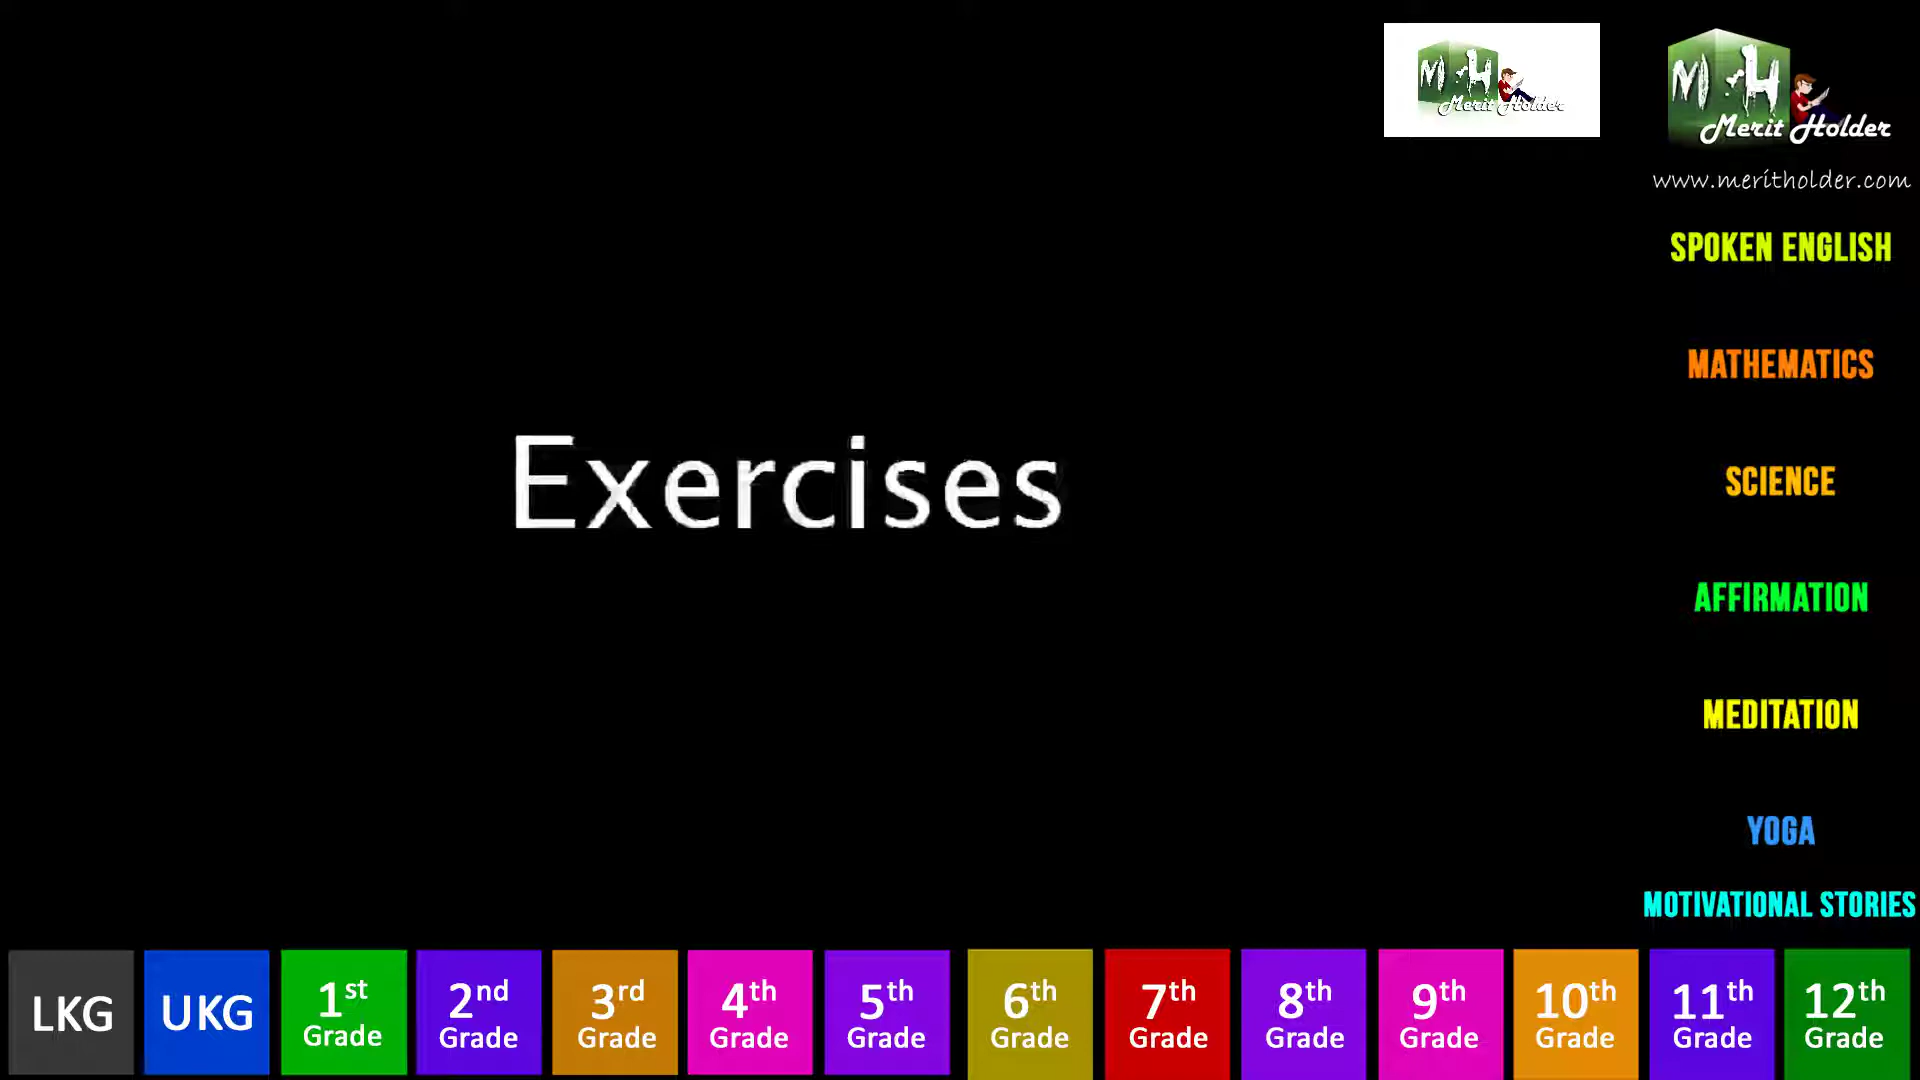 M H
Merit Holder
M H
Merit Holder
www.meritholder.com
SPOKEN ENGLISH
MATHEMATICS
SCIENCE
AFFIRMATION
MEDITATION
YOGA
MOTIVATIONAL STORIES
Exercises
LKG
UKG
1st
Grade
2nd
Grade
3rd
Grade
4th
Grade
5th
Grade
6th
Grade
7th
Grade
8th
Grade
9th
Grade
10th
Grade
11th
Grade
12th
Grade